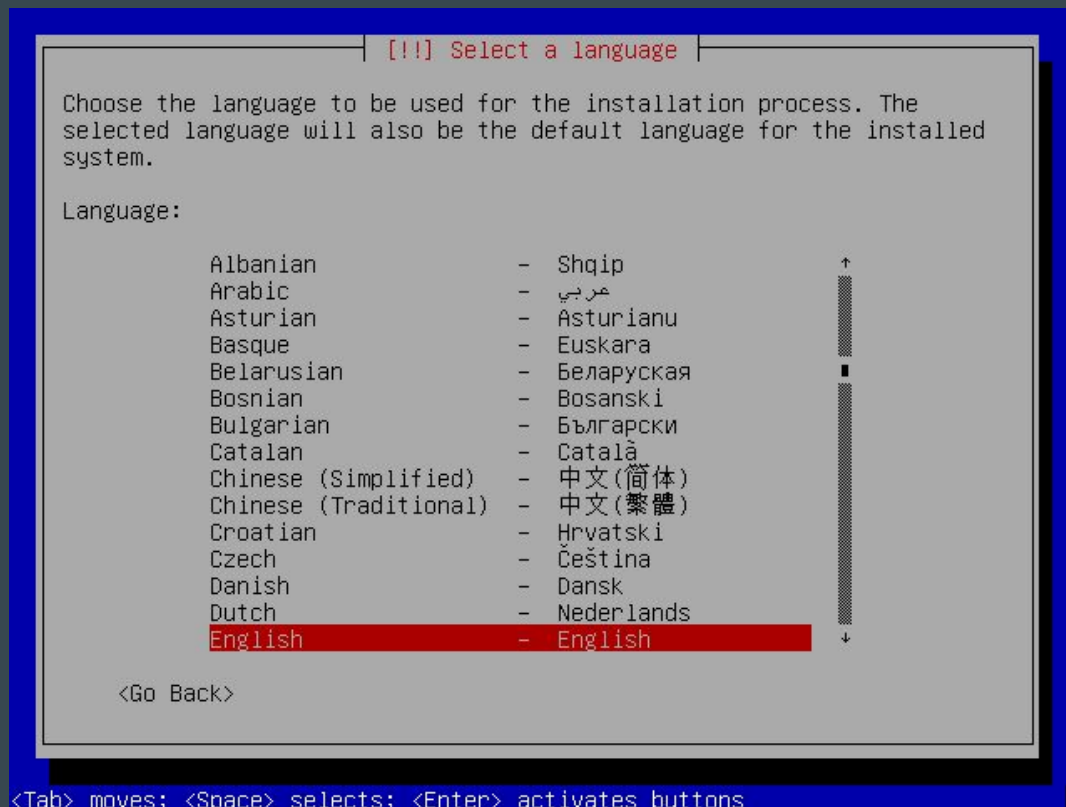 [!!] Select a language
Choose the language to be used for the installation process. The
selected language will also be the default language for the installed
system.
Language:
Albanian - Shqip
Arabic - عربي
Asturian - Asturianu
Basque - Euskara
Belarusian - Беларуская
Bosnian - Bosanski
Bulgarian - Български
Catalan - Català
Chinese (Simplified) - 中文(简体)
Chinese (Traditional) - 中文(繁體)
Croatian - Hrvatski
Czech - Čeština
Danish - Dansk
Dutch - Nederlands
English - English
<Go Back>
<Tab> moves; <Space> selects; <Enter> activates buttons